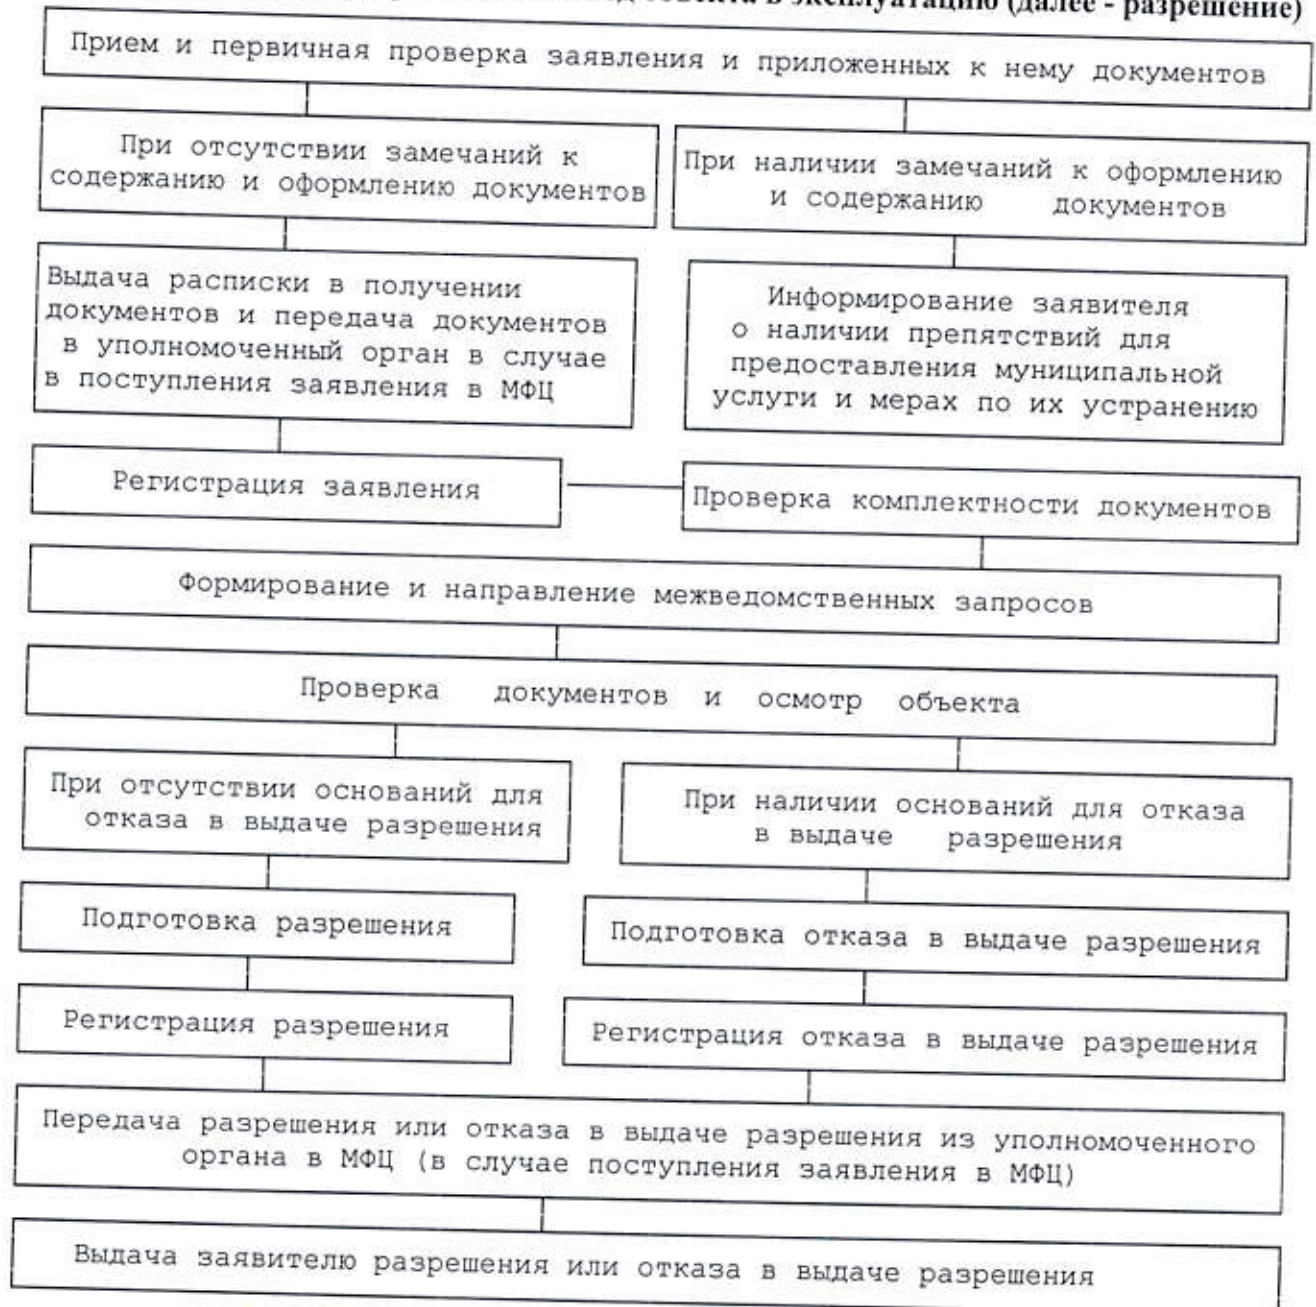 в эксплуатацию (далее - разрешение)
Прием и первичная проверка заявления и приложенных к нему документов
При отсутствии замечаний к
содержанию и оформлению документов
При наличии замечаний к оформлению
и содержанию документов
Выдача расписки в получении
документов и передача документов
в уполномоченный орган в случае
в поступления заявления в МФЦ
Информирование заявителя
о наличии препятствий для
предоставления муниципальной
услуги и мерах по их устранению
Регистрация заявления
Проверка комплектности документов
Формирование и направление межведомственных запросов
Проверка документов и осмотр объекта
При отсутствии оснований для
отказа в выдаче разрешения
При наличии оснований для отказа
в выдаче разрешения
Подготовка разрешения
Подготовка отказа в выдаче разрешения
Регистрация разрешения
Регистрация отказа в выдаче разрешения
Передача разрешения или отказа в выдаче разрешения из уполномоченного
органа в МФЦ (в случае поступления заявления в МФЦ)
Выдача заявителю разрешения или отказа в выдаче разрешения